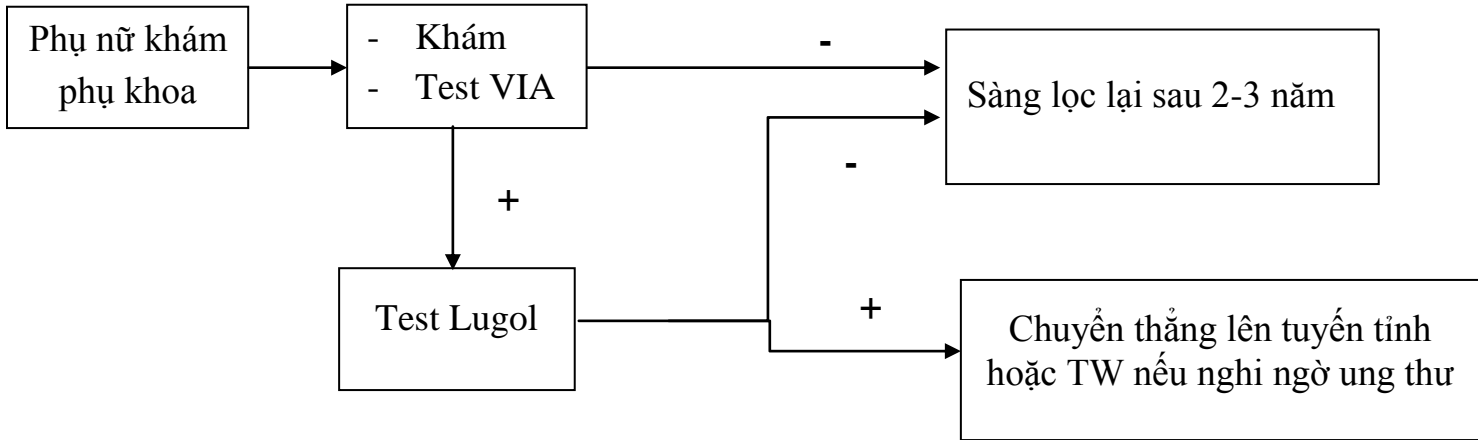 Phụ nữ khám
phụ khoa
- Khám
- Test VIA
-
Sàng lọc lại sau 2-3 năm
-
+
Test Lugol
+
Chuyển thẳng lên tuyến tỉnh
hoặc TW nếu nghi ngờ ung thư